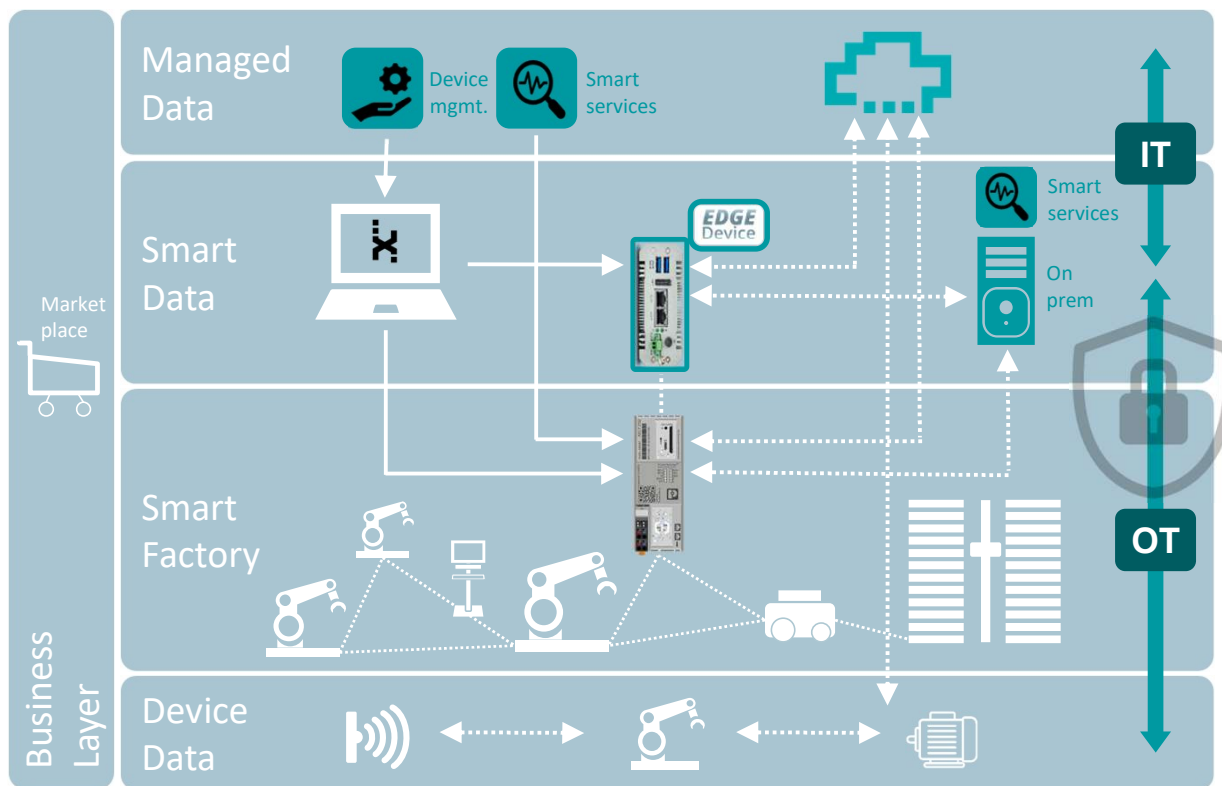 Managed
Data
Device
mgmt.
Smart
services
IT
Smart
Data
EDGE
Device
Smart
services
On
prem
Market
place
Smart
Factory
OT
Business
Layer
Device
Data